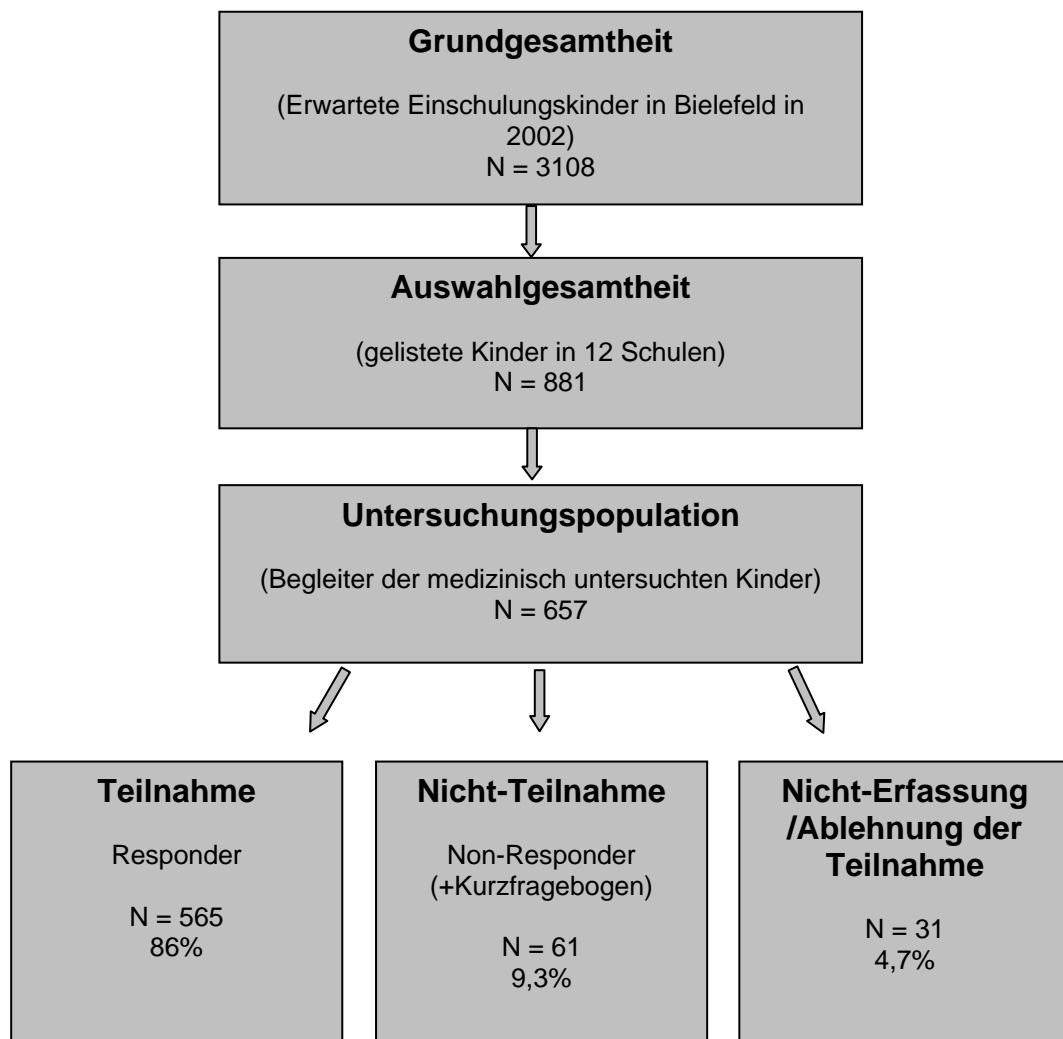 Grundgesamtheit
(Erwartete Einschulungskinder in Bielefeld in
2002)
N = 3108
Auswahlgesamtheit
(gelistete Kinder in 12 Schulen)
N = 881
Untersuchungspopulation
(Begleiter der medizinisch untersuchten Kinder)
N = 657
Teilnahme
Responder
N = 565
86%
Nicht-Teilnahme
Non-Responder
(+Kurzfragebogen)
N = 61
9,3%
Nicht-Erfassung
/Ablehnung der
Teilnahme
N = 31
4,7%